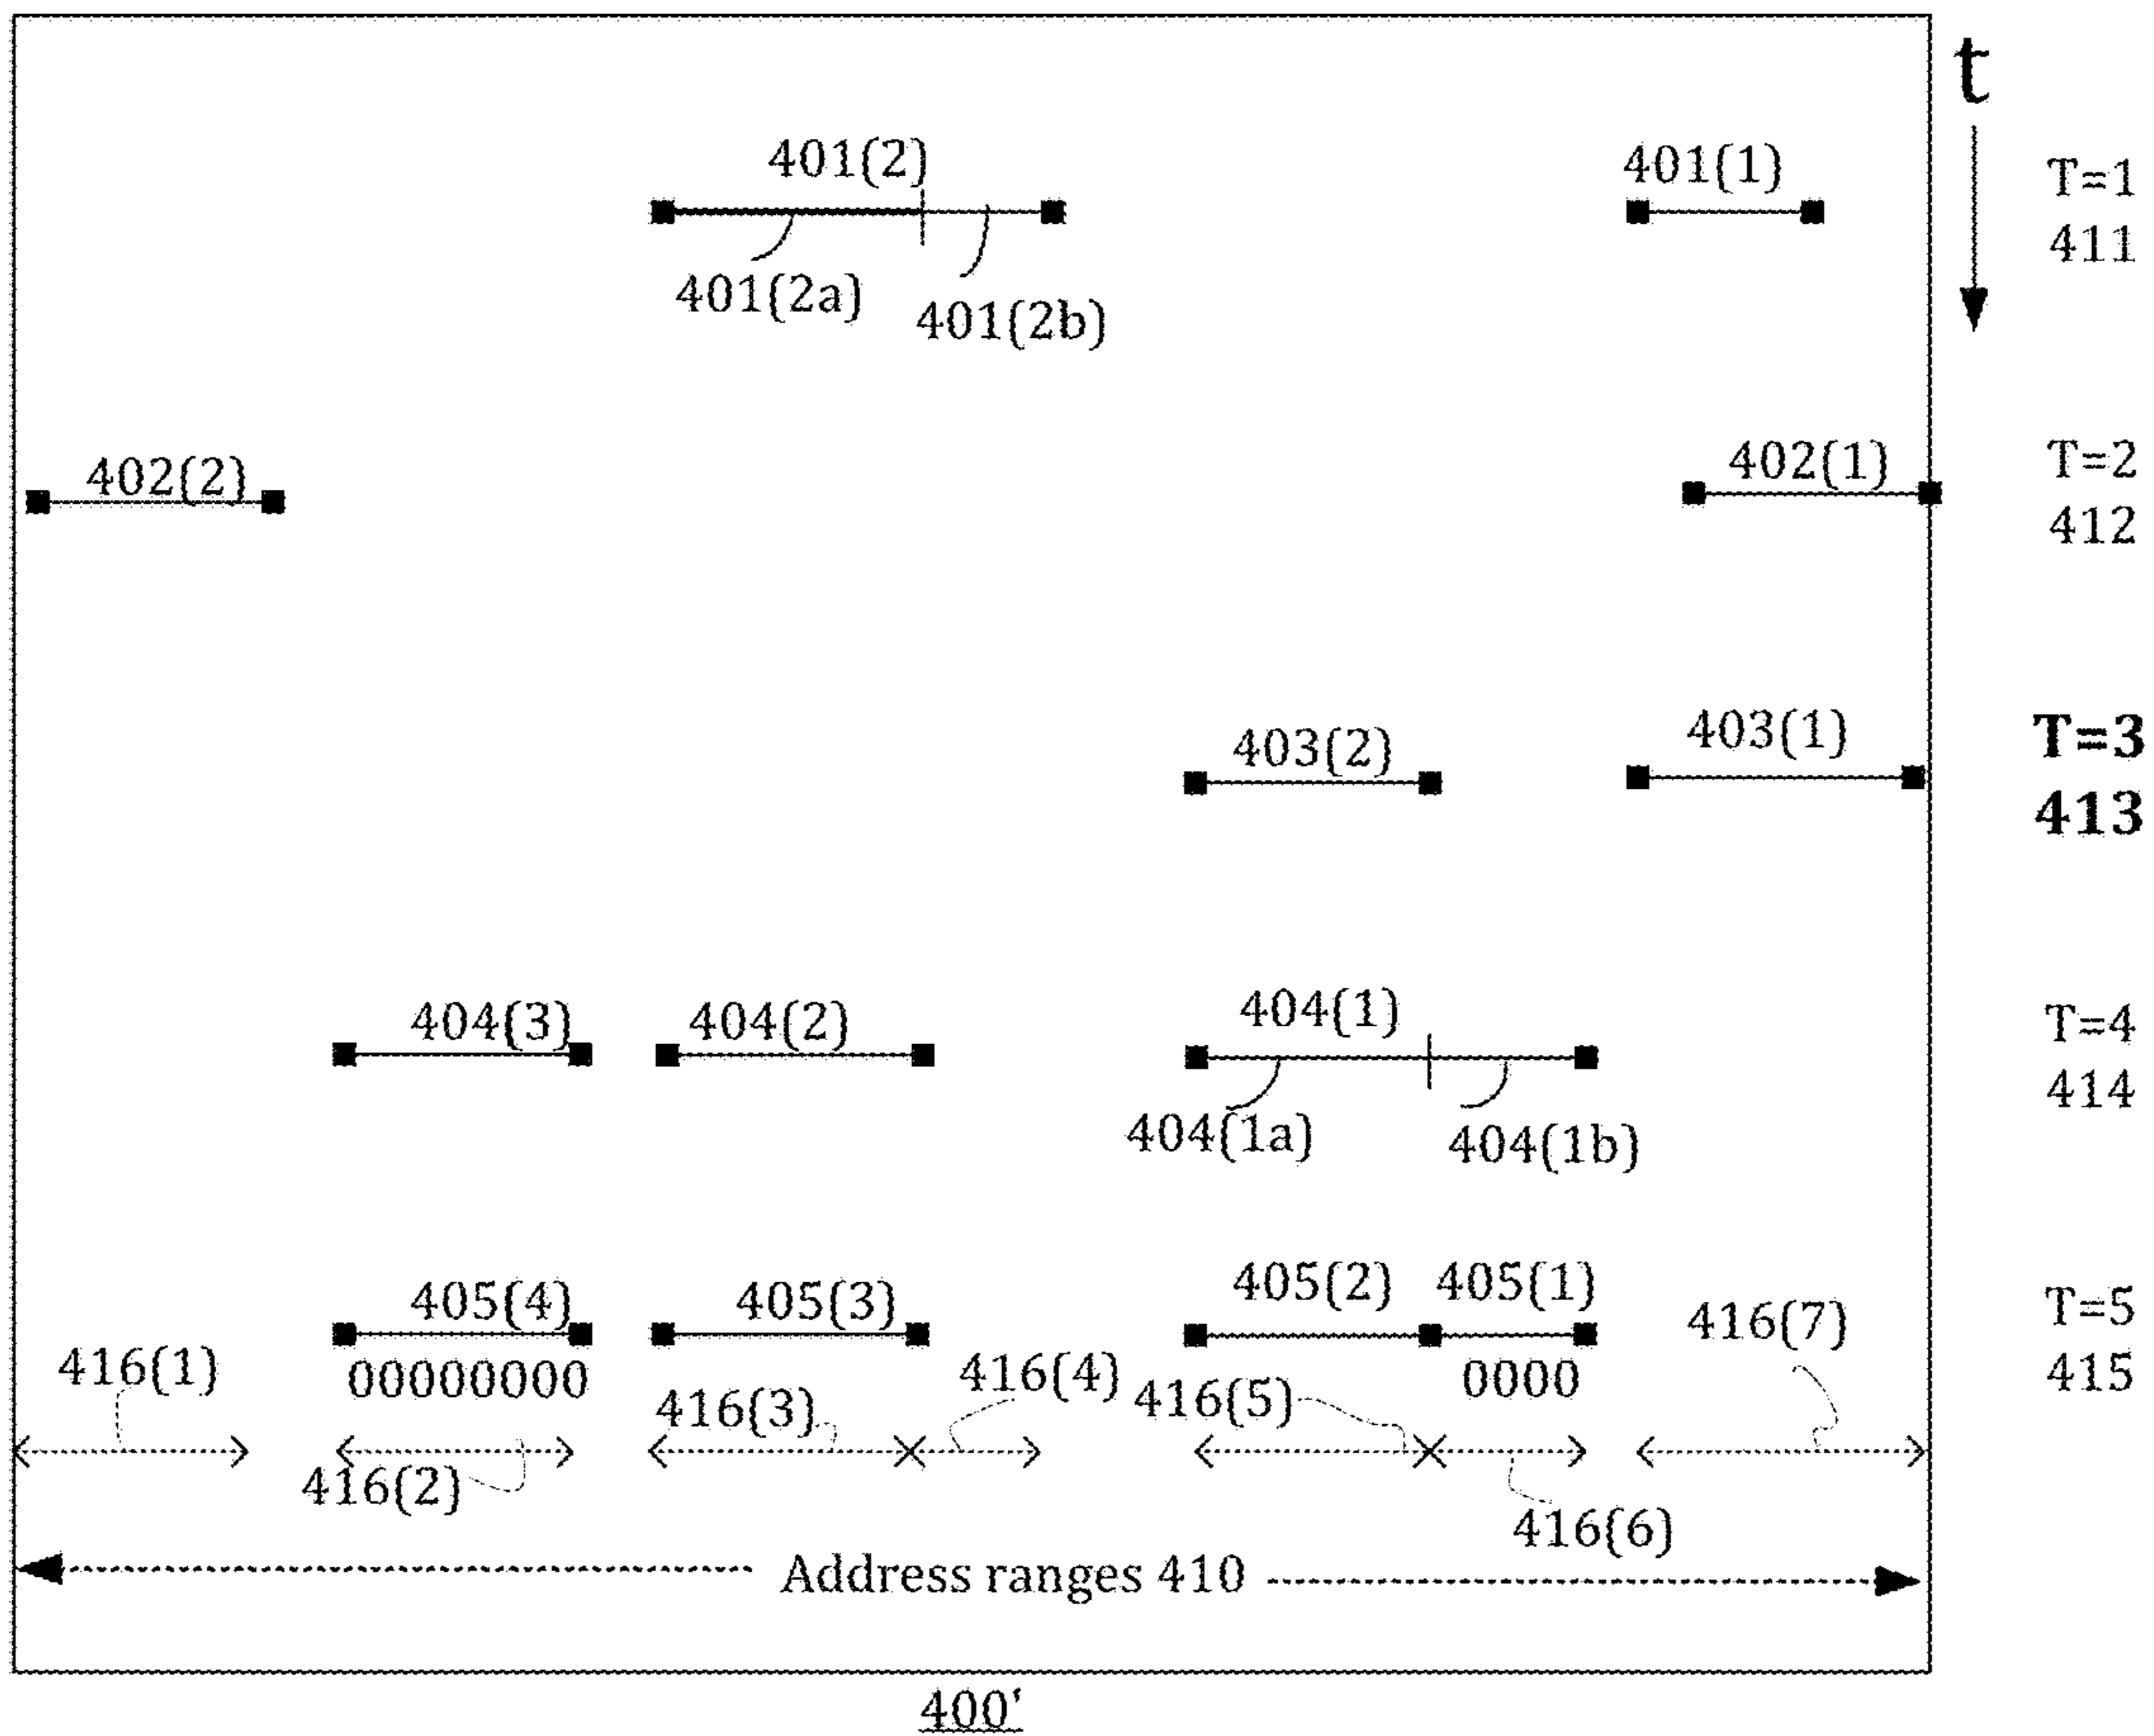 t
401(2)
401(1)
T=1
411
401(2a)
401(2b)
402(2)
402(1)
T=2
412
403(2)
403(1)
T=3
413
404(3)
404(2)
404(1)
T=4
414
404(1a)
404(1b)
405(4)
405(3)
405(2)
405(1)
T=5
415
416(1)
00000000
416(3)
416(4)
416(5)
0000
416(7)
416(2)
416(6)
Address ranges 410
400'